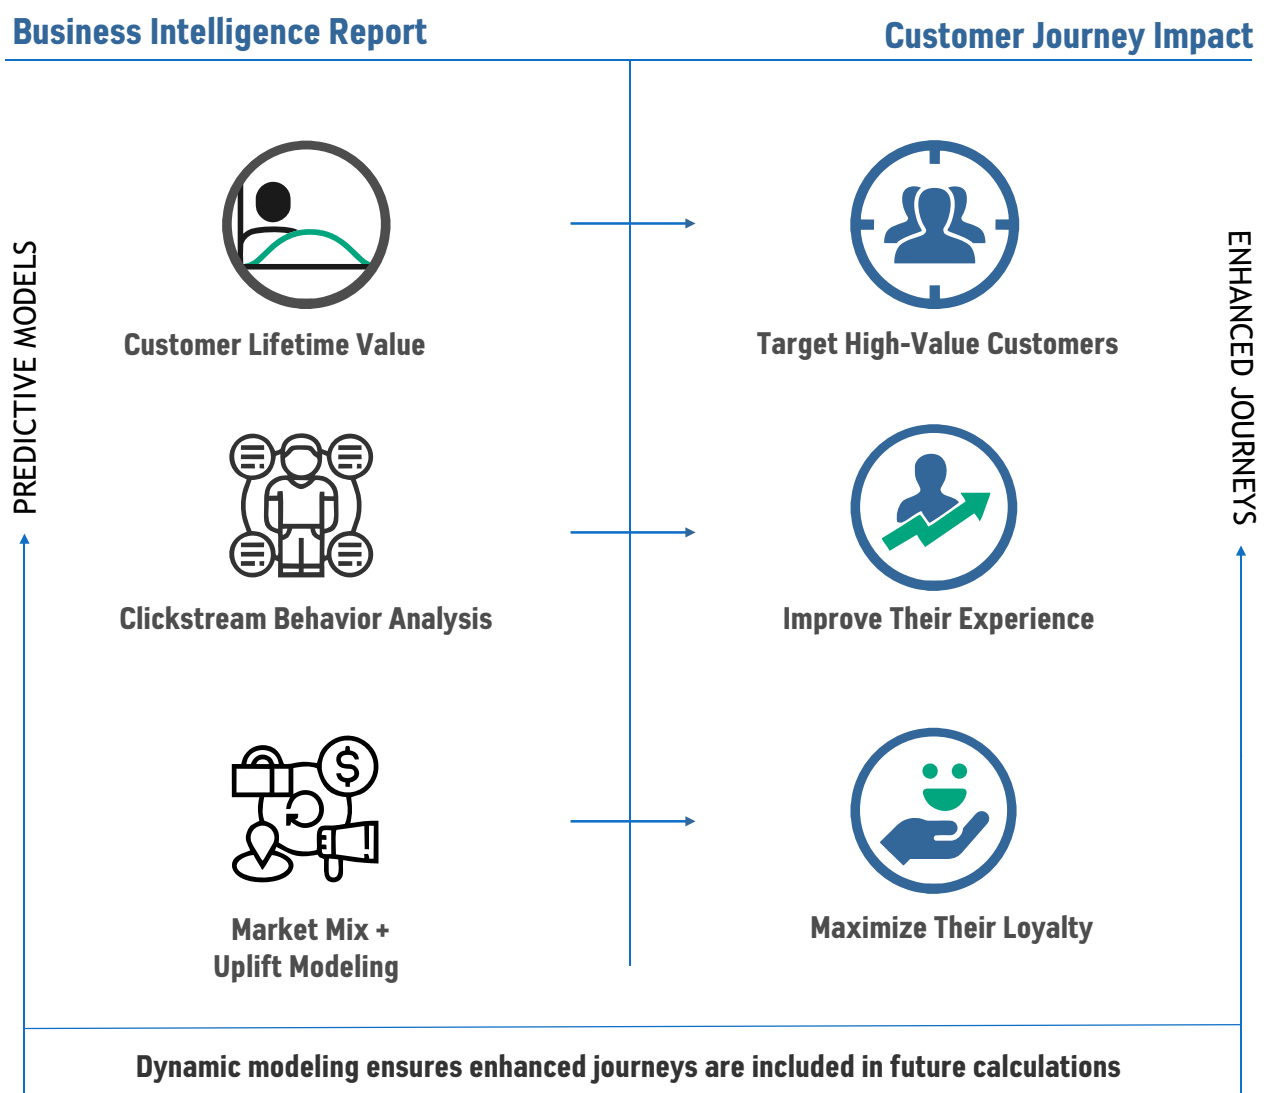 Business Intelligence Report
Customer Journey Impact
PREDICTIVE MODELS
ENHANCED JOURNEYS
Customer Lifetime Value
Target High-Value Customers
Clickstream Behavior Analysis
Improve Their Experience
$
Market Mix +
Uplift Modeling
Maximize Their Loyalty
Dynamic modeling ensures enhanced journeys are included in future calculations